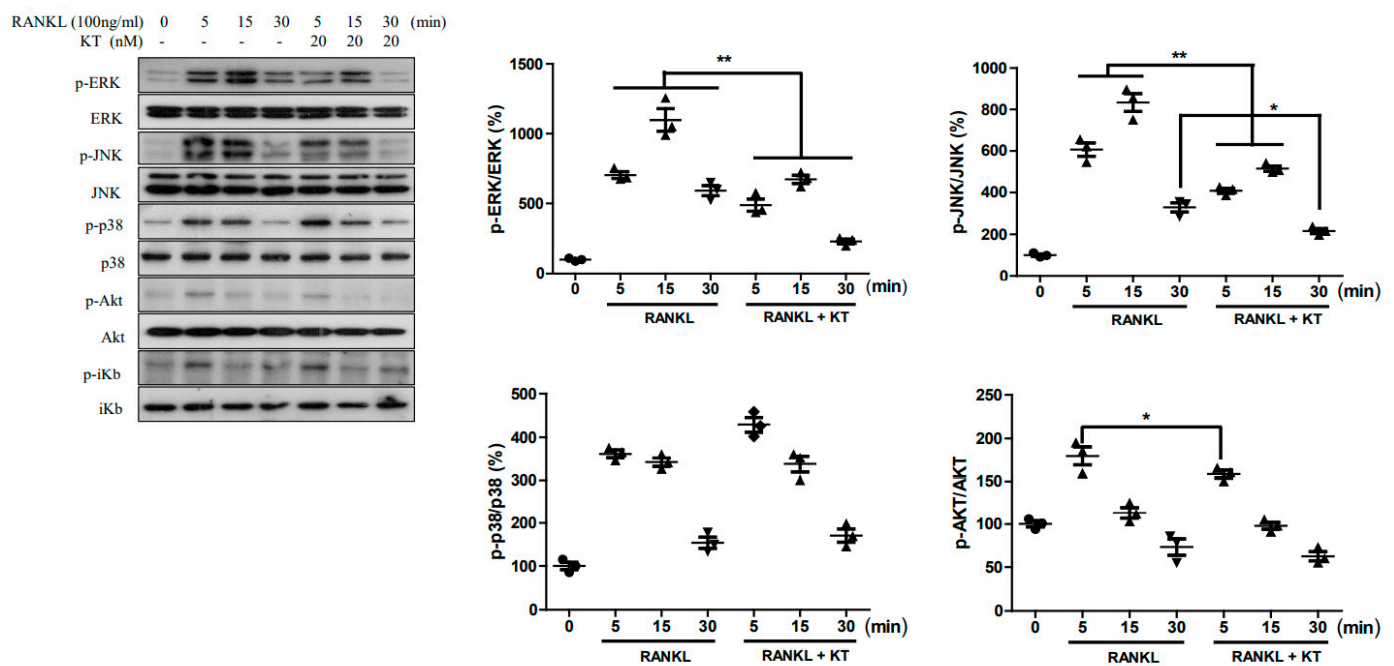 RANKL (100ng/ml) 0 5 15 30 5 15 30 (min)
KT (nM) - - - - 20 20 20
p-ERK
ERK
p-JNK
JNK
p-p38
p38
p-Akt
Akt
p-iKb
iKb
p-ERK/ERK (%)
1500
1000
500
0
**
0 5 15 30 5 15 30 (min)
RANKL RANKL + KT
p-JNK/JNK (%)
1000
800
600
400
200
0
**
*
0 5 15 30 5 15 30 (min)
RANKL RANKL + KT
p-p38/p38 (%)
500
400
300
200
100
0
0 5 15 30 5 15 30 (min)
RANKL RANKL + KT
p-AKT/AKT
250
200
150
100
50
0
*
0 5 15 30 5 15 30 (min)
RANKL RANKL + KT